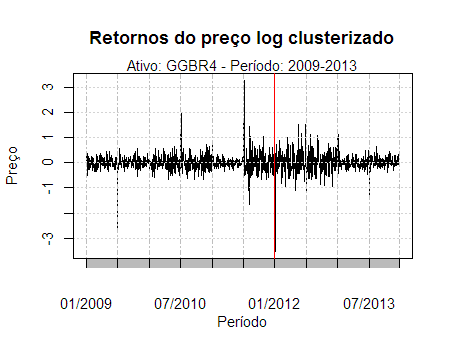 Retornos do preço log clusterizado
Ativo: GGBR4 - Período: 2009-2013
Preço
3
2
1
0
-1
-3
01/2009 07/2010 01/2012 07/2013
Período